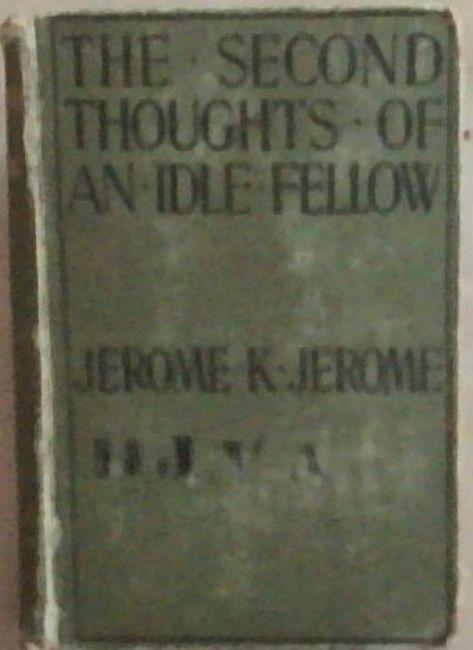 THE · SECOND
THOUGHTS · OF
AN · IDLE · FELLOW
JEROME · K · JEROME